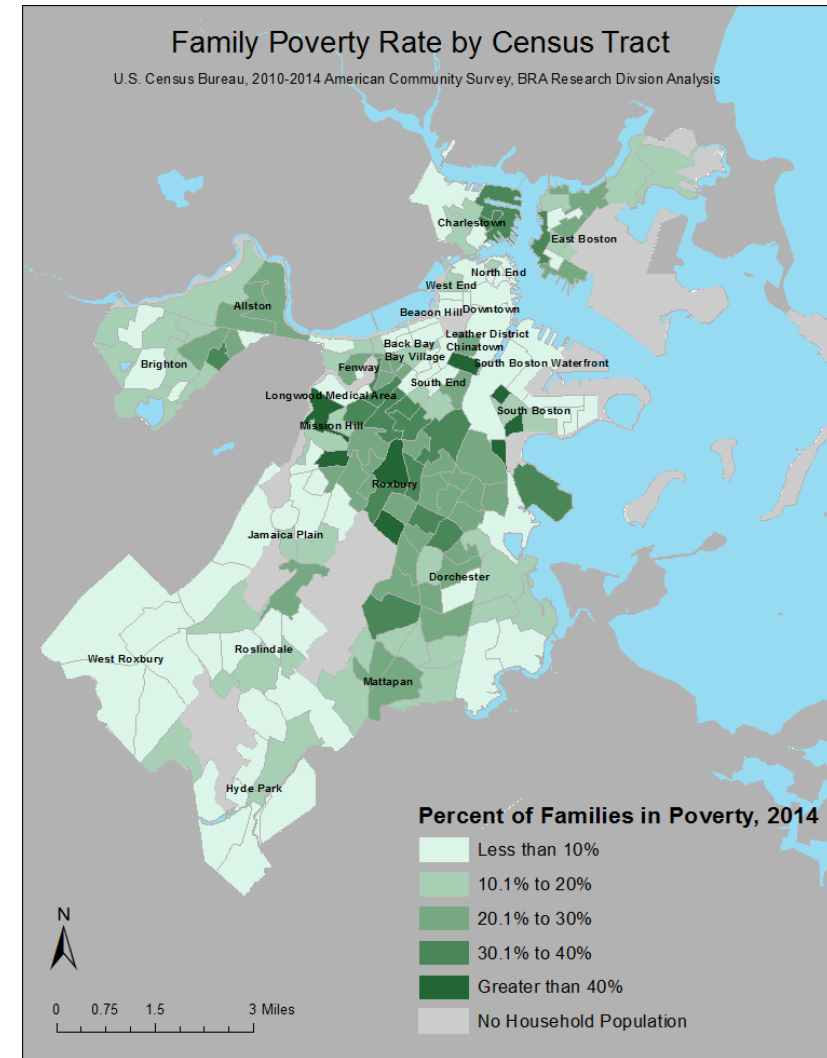 Family Poverty Rate by Census Tract
U.S. Census Bureau, 2010-2014 American Community Survey, BRA Research Divsion Analysis
Charlestown
East Boston
North End
West End
Allston
Beacon Hill
Downtown
Leather District
Back Bay
Chinatown
Bay Village
Brighton
Fenway
South Boston Waterfront
South End
Longwood Medical Area
South Boston
Mission Hill
Roxbury
Jamaica Plain
Dorchester
Roslindale
West Roxbury
Mattapan
Hyde Park
Percent of Families in Poverty, 2014
Less than 10%
10.1% to 20%
20.1% to 30%
30.1% to 40%
Greater than 40%
No Household Population
N
0 0.75 1.5 3 Miles